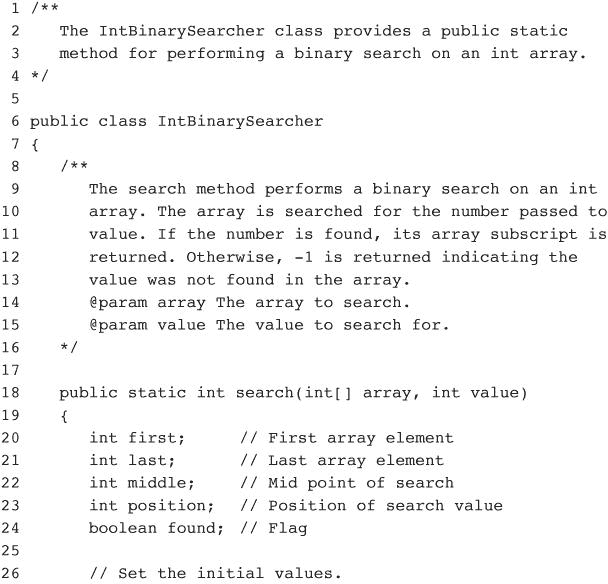 1 /**
2    The IntBinarySearcher class provides a public static
3    method for performing a binary search on an int array.
4 */
5
6 public class IntBinarySearcher
7 {
8    /**
9       The search method performs a binary search on an int
10       array. The array is searched for the number passed to
11       value. If the number is found, its array subscript is
12       returned. Otherwise, -1 is returned indicating the
13       value was not found in the array.
14       @param array The array to search.
15       @param value The value to search for.
16    */
17
18    public static int search(int[] array, int value)
19    {
20       int first;      // First array element
21       int last;       // Last array element
22       int middle;     // Mid point of search
23       int position;   // Position of search value
24       boolean found;  // Flag
25
26       // Set the initial values.